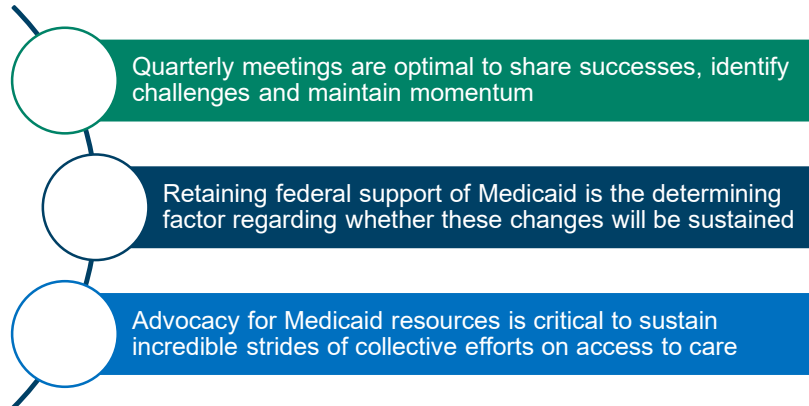 Quarterly meetings are optimal to share successes, identify
challenges and maintain momentum
Retaining federal support of Medicaid is the determining
factor regarding whether these changes will be sustained
Advocacy for Medicaid resources is critical to sustain
incredible strides of collective efforts on access to care